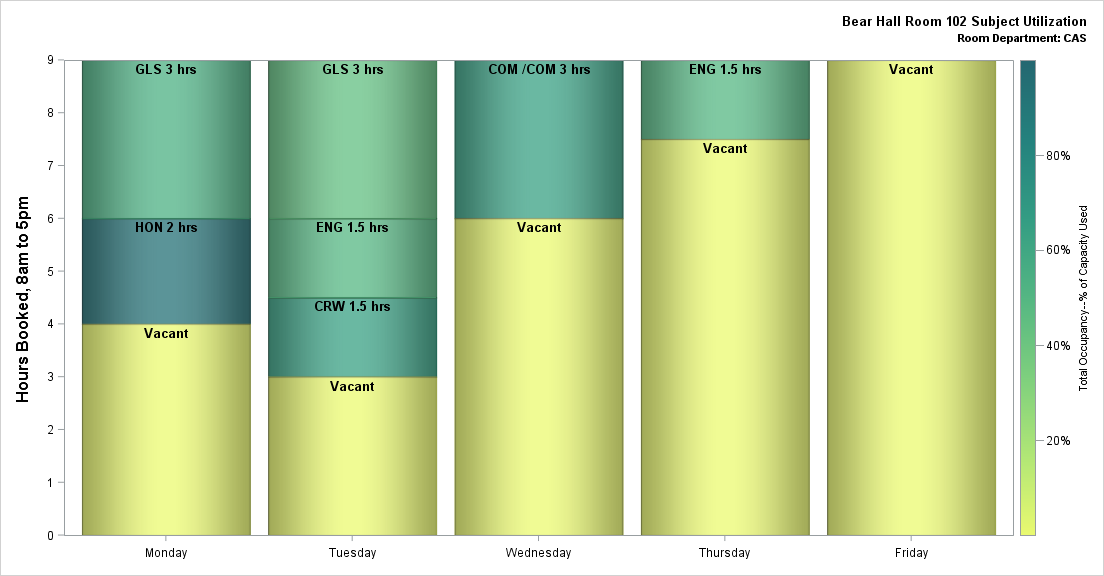 Bear Hall Room 102 Subject Utilization
Room Department: CAS
Hours Booked, 8am to 5pm
9
8
7
6
5
4
3
2
1
0
GLS 3 hrs
HON 2 hrs
Vacant
GLS 3 hrs
ENG 1.5 hrs
CRW 1.5 hrs
Vacant
COM /COM 3 hrs
Vacant
ENG 1.5 hrs
Vacant
Vacant
Monday
Tuesday
Wednesday
Thursday
Friday
80%
60%
40%
20%
Total Occupancy--% of Capacity Used